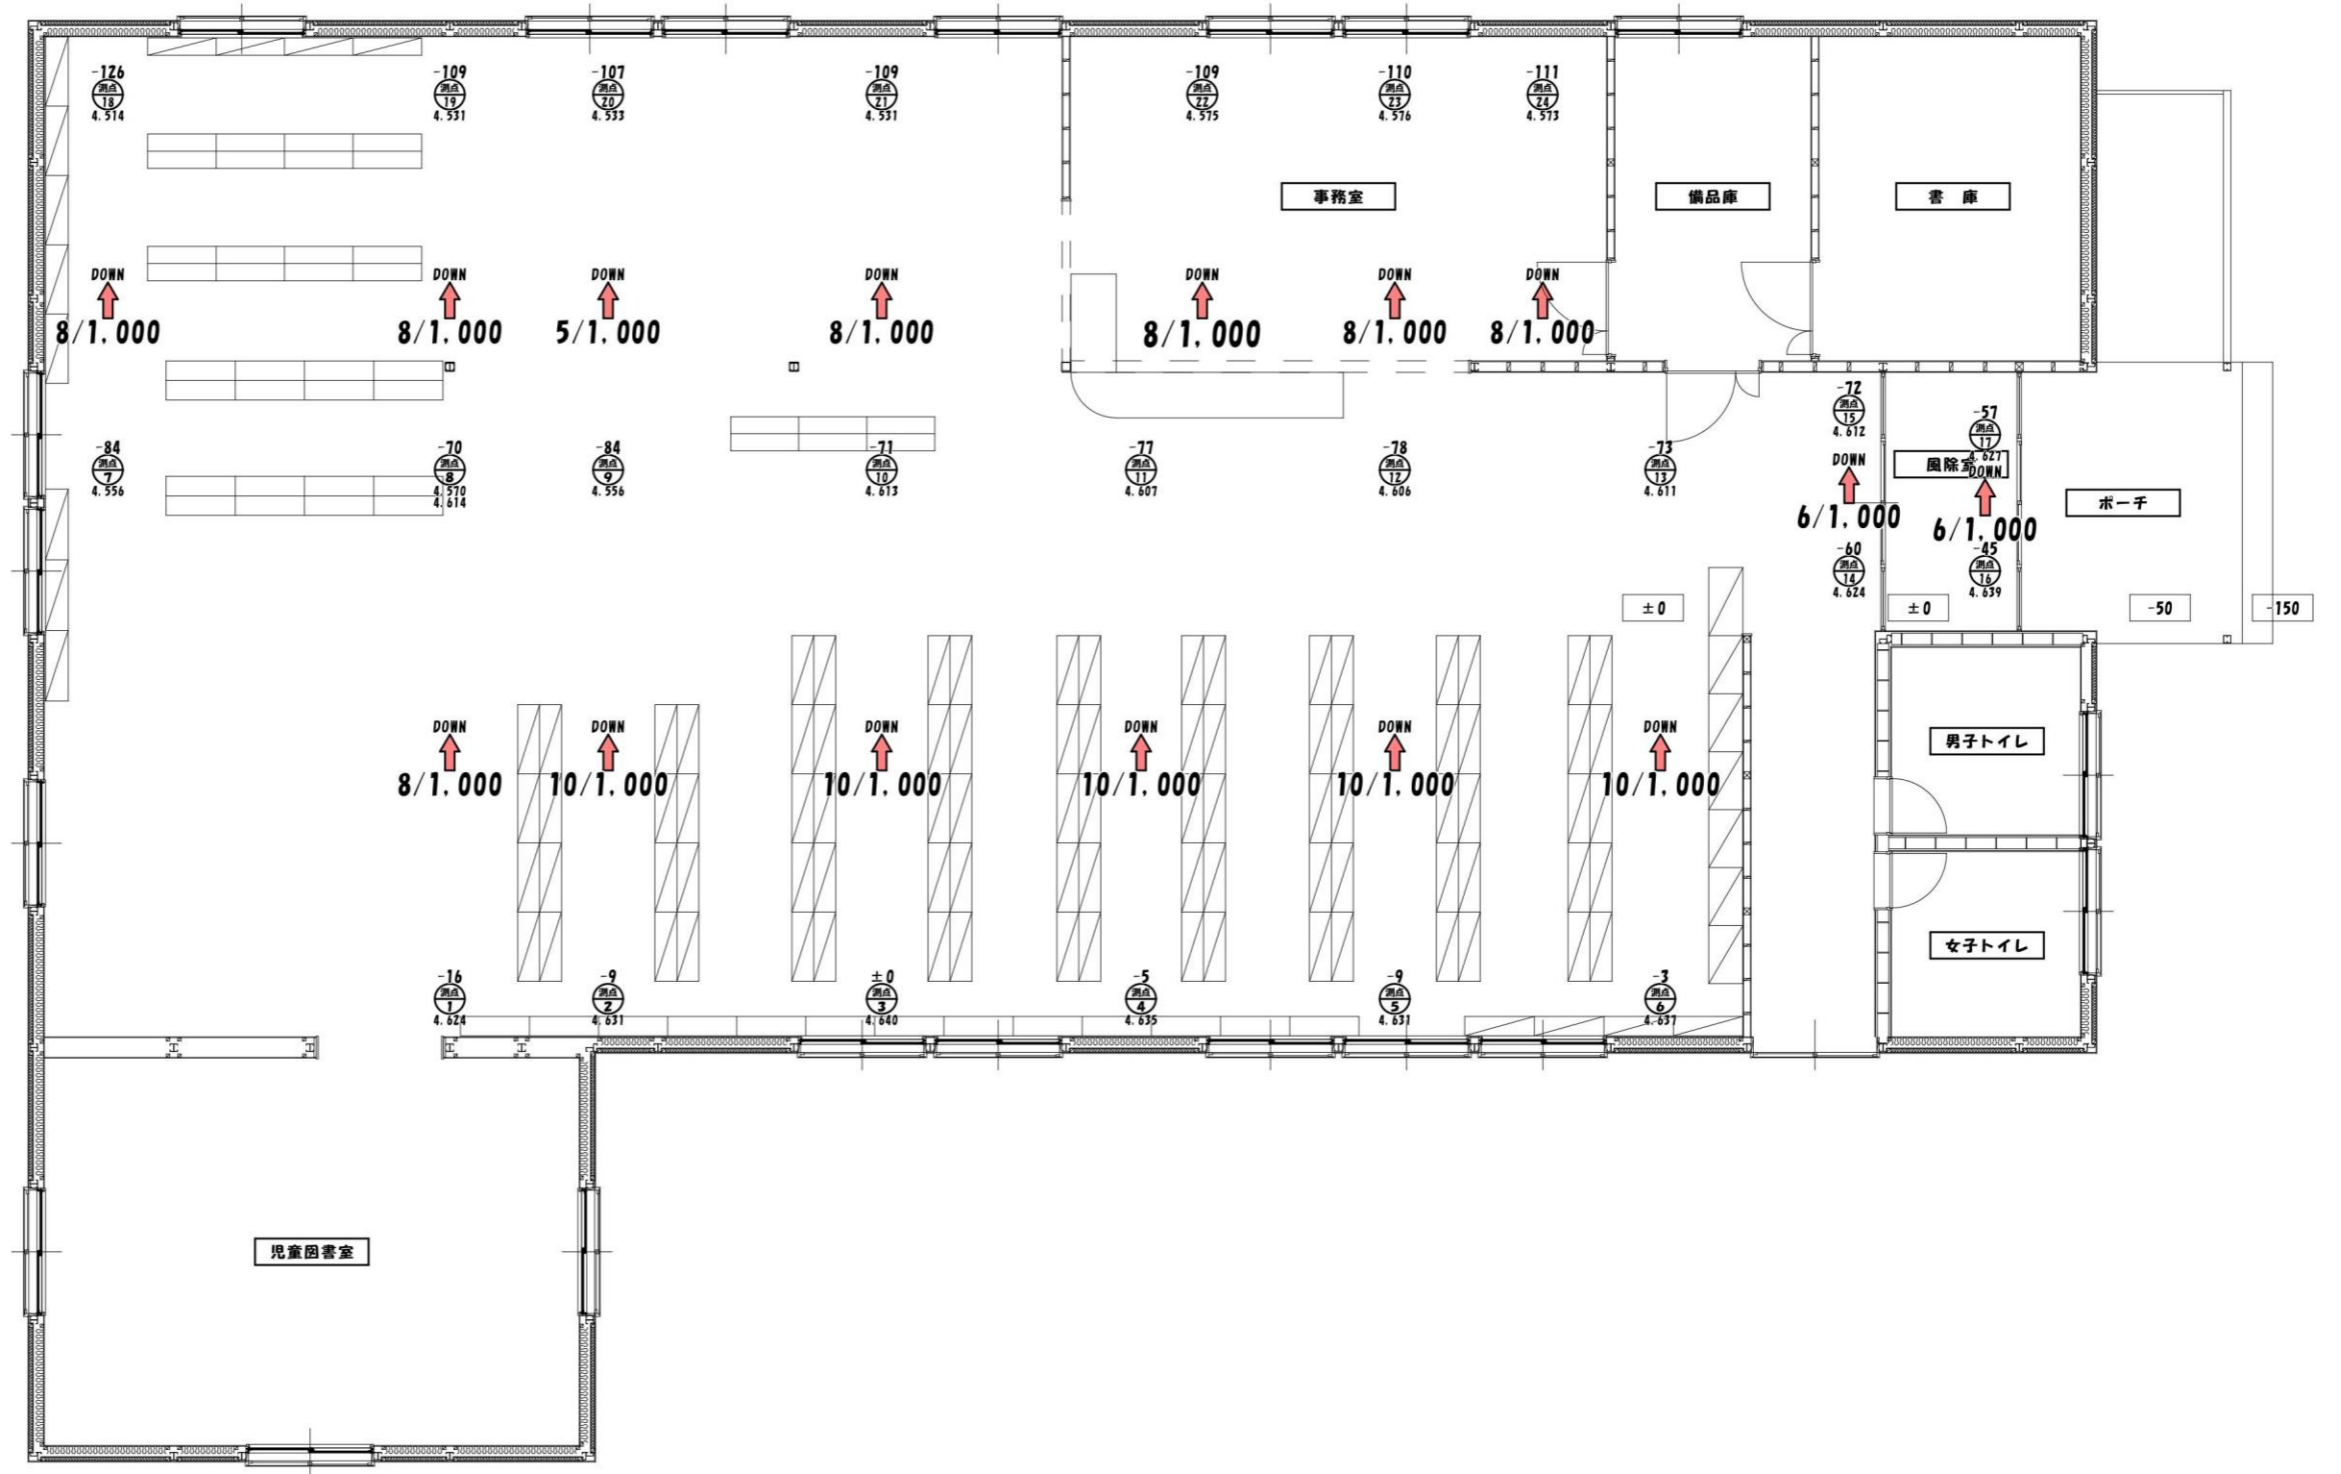 -126
測点
18
4.514
-109
測点
19
4.531
-107
測点
20
4.533
-109
測点
21
4.531
-109
測点
22
4.575
-110
測点
23
4.576
-111
測点
24
4.573
事務室
備品庫
書 庫
DOWN
8/1,000
DOWN
8/1,000
DOWN
5/1,000
DOWN
8/1,000
DOWN
8/1,000
DOWN
8/1,000
DOWN
8/1,000
-84
測点
7
4.556
-70
測点
8
4.570
4.614
-84
測点
9
4.556
-71
測点
10
4.613
-77
測点
11
4.607
-78
測点
12
4.606
-73
測点
13
4.611
-72
測点
15
4.612
-57
測点
17
4.627
風除室
ポーチ
DOWN
6/1,000
DOWN
6/1,000
-60
測点
14
4.624
-45
測点
16
4.639
±0
±0
-50
-150
DOWN
8/1,000
DOWN
10/1,000
DOWN
10/1,000
DOWN
10/1,000
DOWN
10/1,000
DOWN
10/1,000
男子トイレ
女子トイレ
-16
測点
1
4.624
-9
測点
2
4.631
±0
測点
3
4.640
-5
測点
4
4.635
-9
測点
5
4.631
-3
測点
6
4.637
児童図書室